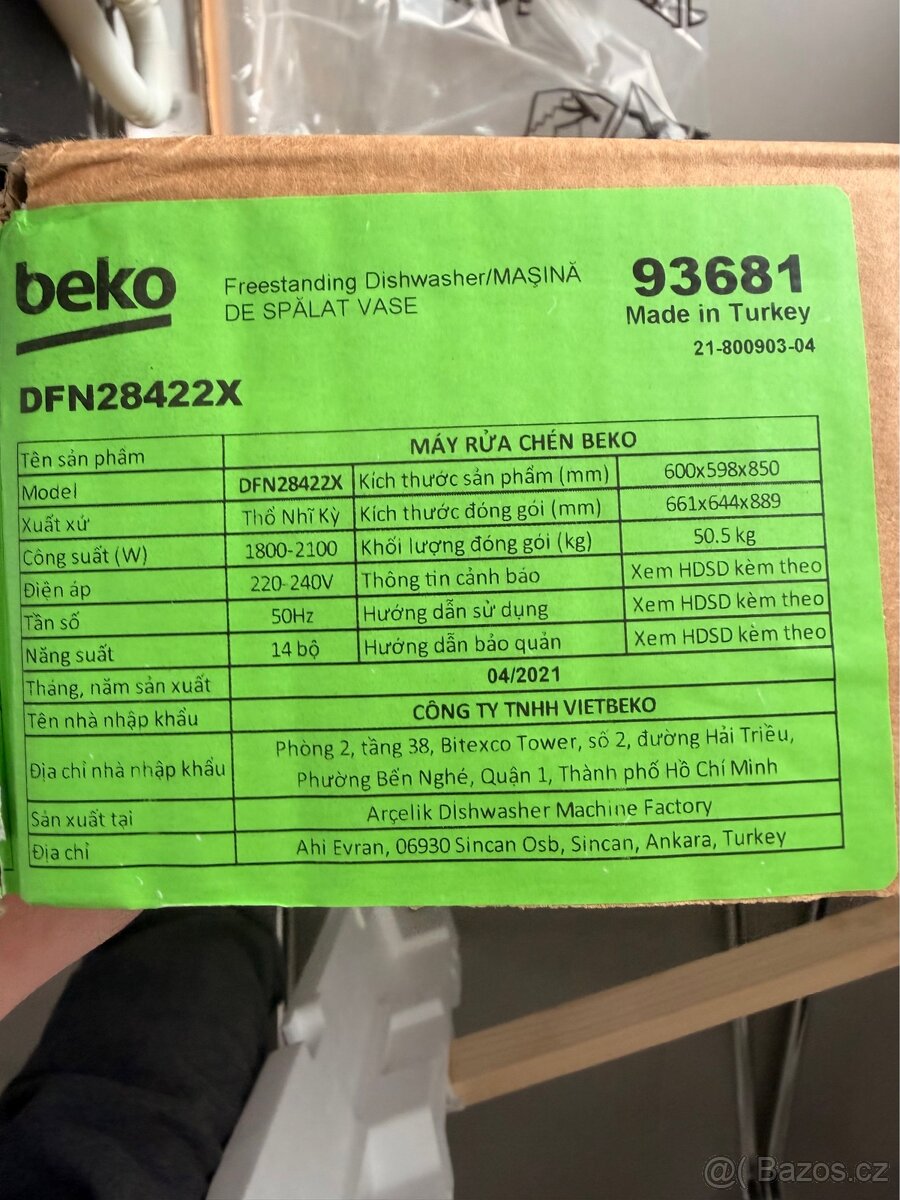 beko
Freestanding Dishwasher/MAŞINĂ
DE SPĂLAT VASE
93681
Made in Turkey
21-800903-04
DFN28422X
Tên sản phẩm MÁY RỬA CHÉN BEKO
Model DFN28422X Kích thước sản phẩm (mm) 600x598x850
Xuất xứ Thổ Nhĩ Kỳ Kích thước đóng gói (mm) 661x644x889
Công suất (W) 1800-2100 Khối lượng đóng gói (kg) 50.5 kg
Điện áp 220-240V Thông tin cảnh báo Xem HDSD kèm theo
Tần số 50Hz Hướng dẫn sử dụng Xem HDSD kèm theo
Năng suất 14 bộ Hướng dẫn bảo quản Xem HDSD kèm theo
Tháng, năm sản xuất 04/2021
Tên nhà nhập khẩu CÔNG TY TNHH VIETBEKO
Địa chỉ nhà nhập khẩu Phòng 2, tầng 38, Bitexco Tower, số 2, đường Hải Triều,
Phường Bến Nghé, Quận 1, Thành phố Hồ Chí Minh
Sản xuất tại Arçelik Dishwasher Machine Factory
Địa chỉ Ahi Evran, 06930 Sincan Osb, Sincan, Ankara, Turkey
@( Bazos.cz